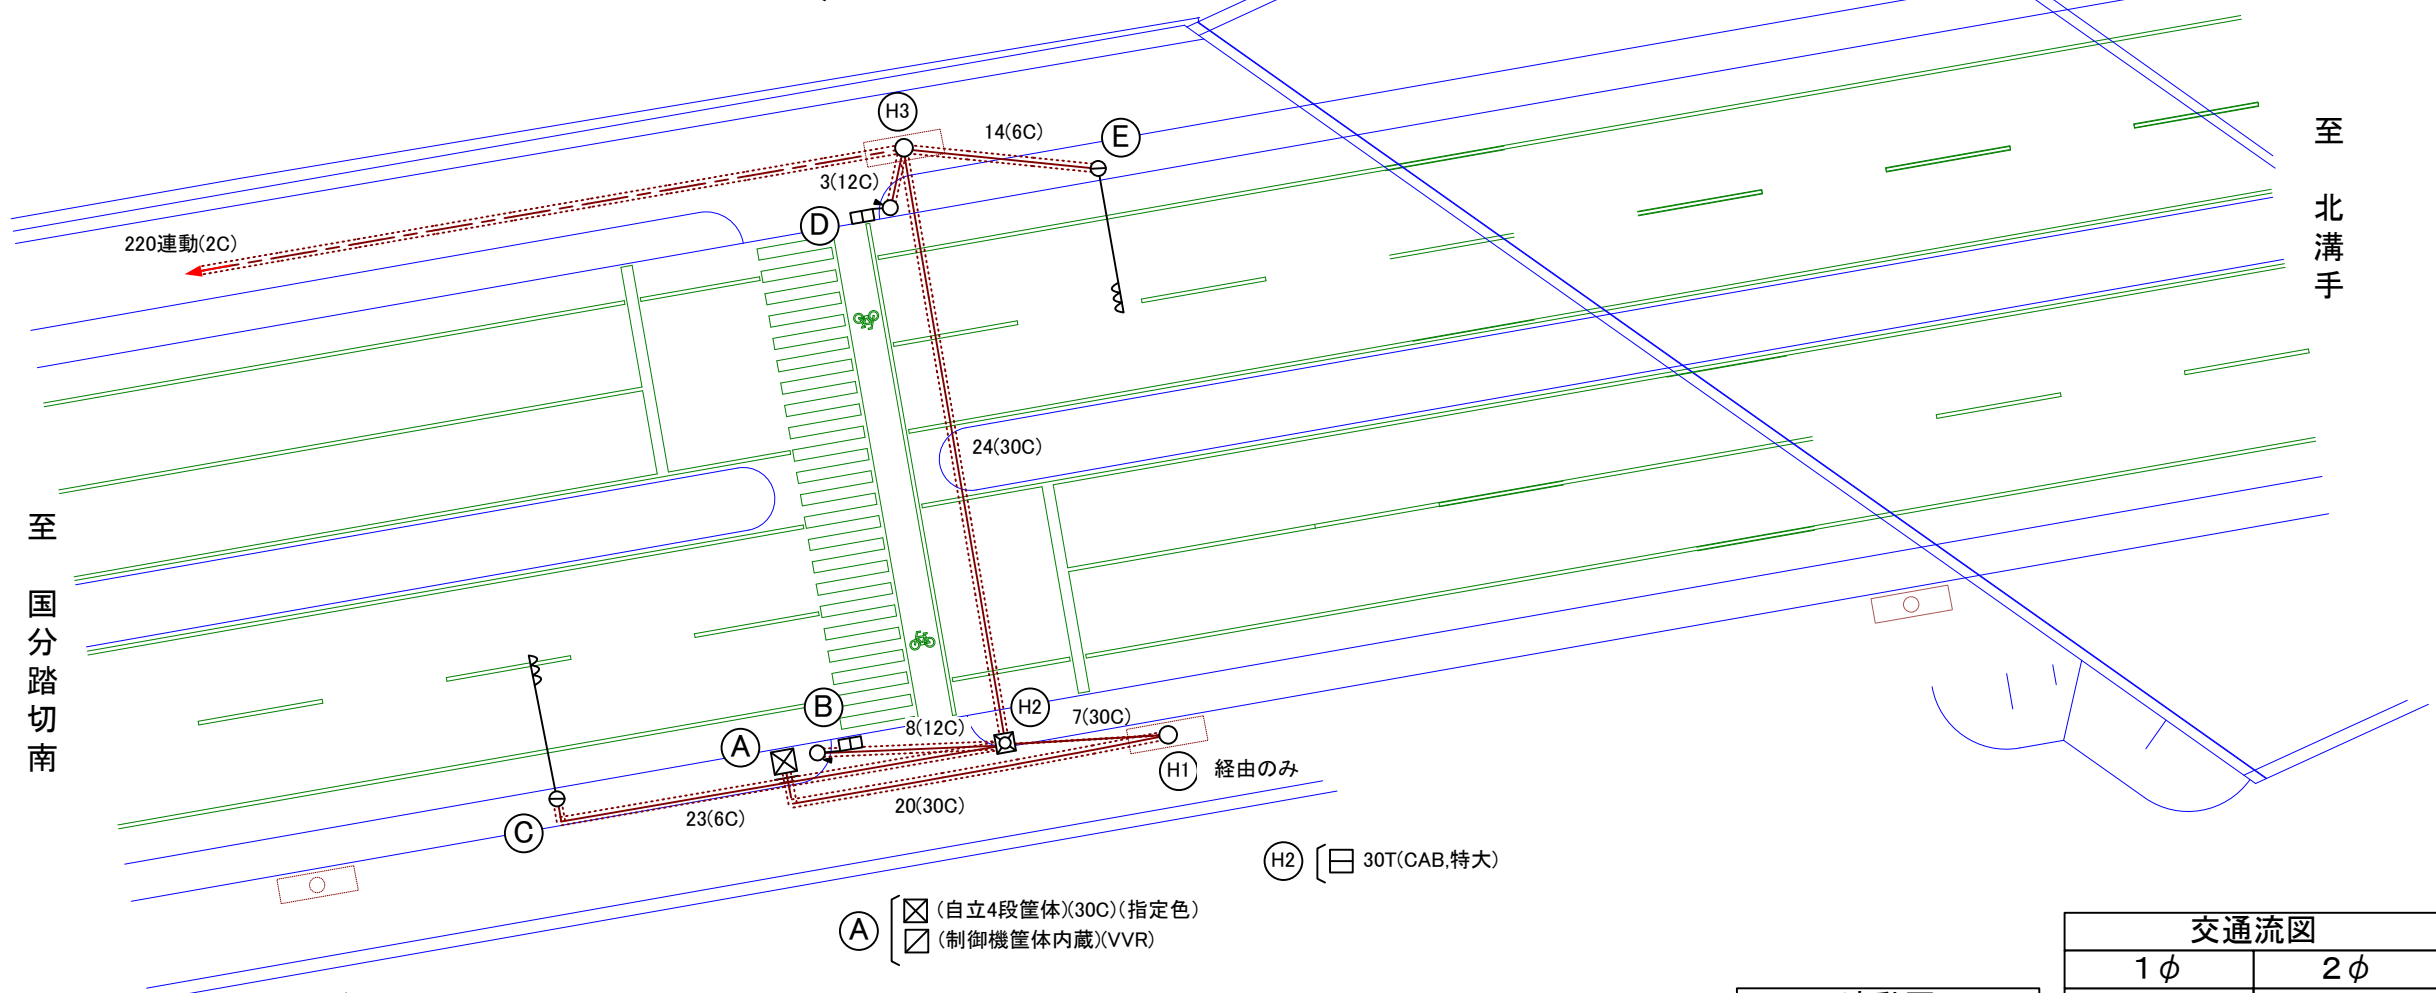 H3
14(6C)
E
3(12C)
D
220連動(2C)
至 北溝手
24(30C)
至 国分踏切南
B
H2
8(12C)
7(30C)
A
H1
経由のみ
20(30C)
23(6C)
C
H2 30T(CAB,特大)
A (自立4段筐体)(30C)(指定色)
(制御機筐体内蔵)(VVR)
交通流図
1φ 2φ